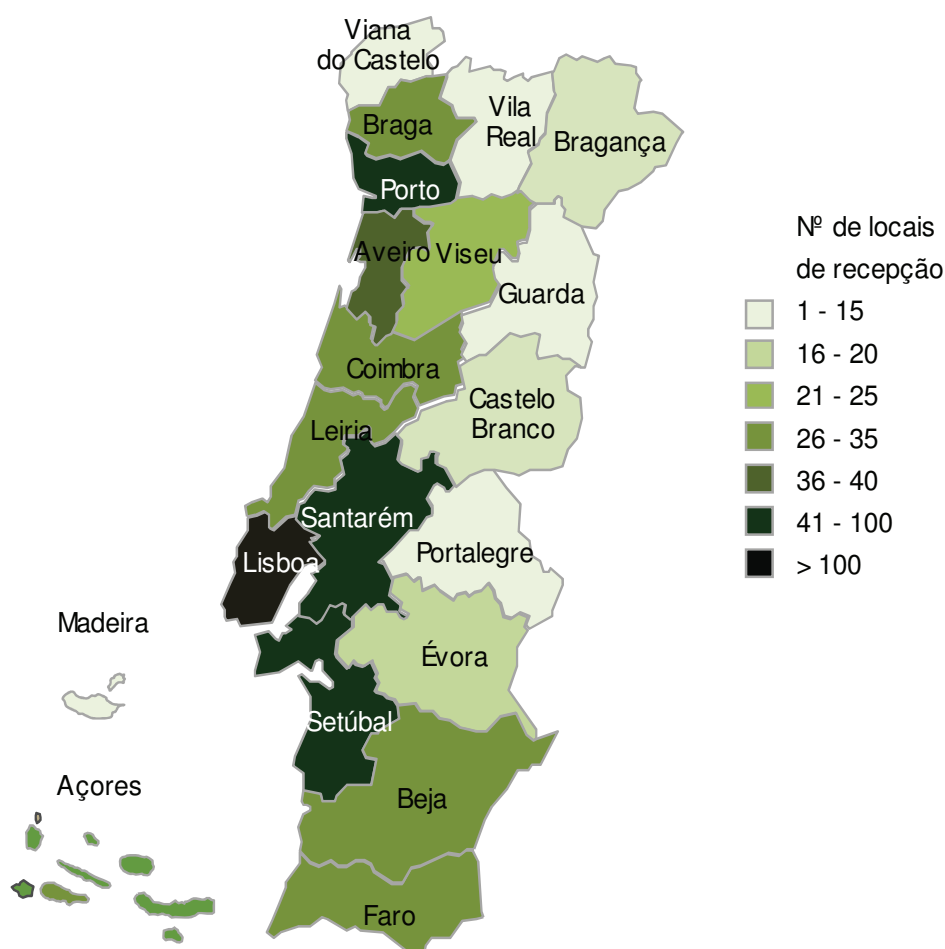 Viana
do Castelo
Vila
Real
Braga
Bragança
Porto
Nº de locais
de recepção
Aveiro
Viseu
Guarda
1 - 15
16 - 20
Coimbra
Castelo
Branco
21 - 25
Leiria
26 - 35
36 - 40
Santarém
41 - 100
Portalegre
Lisboa
> 100
Madeira
Évora
Setúbal
Açores
Beja
Faro